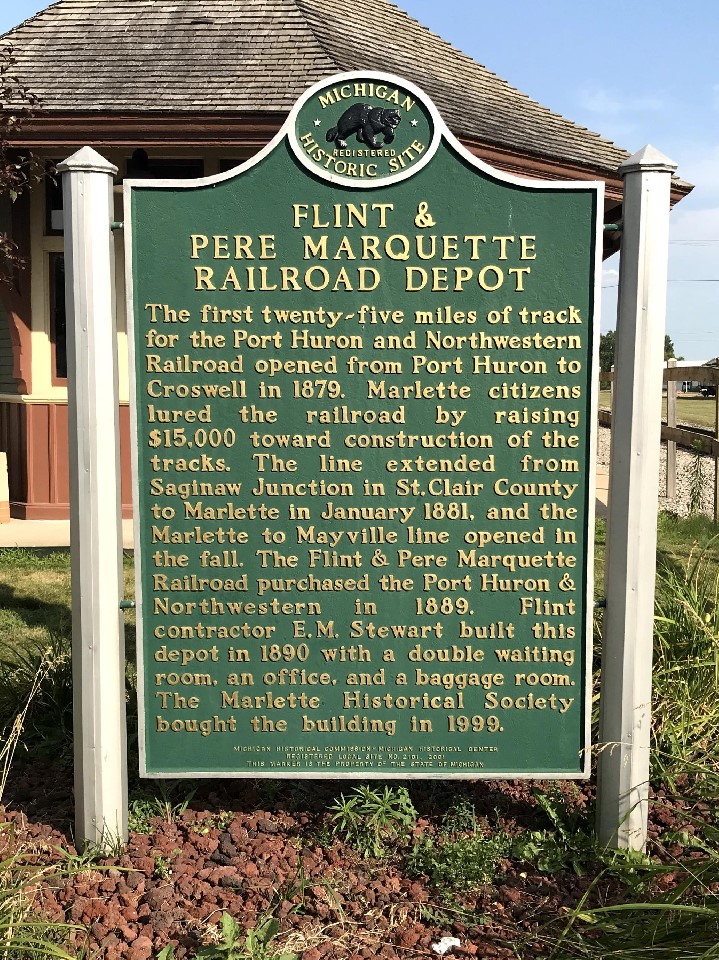 MICHIGAN
REGISTERED
HISTORIC SITE
FLINT &
PERE MARQUETTE
RAILROAD DEPOT
The first twenty-five miles of track
for the Port Huron and Northwestern
Railroad opened from Port Huron to
Croswell in 1879. Marlette citizens
lured the railroad by raising
$15,000 toward construction of the
tracks. The line extended from
Saginaw Junction in St. Clair County
to Marlette in January 1881, and the
Marlette to Mayville line opened in
the fall. The Flint & Pere Marquette
Railroad purchased the Port Huron &
Northwestern in 1889. Flint
contractor E.M. Stewart built this
depot in 1890 with a double waiting
room, an office, and a baggage room.
The Marlette Historical Society
bought the building in 1999.
MICHIGAN HISTORICAL COMMISSION - MICHIGAN HISTORICAL CENTER
REGISTERED LOCAL SITE NO. 2001
THIS MARKER IS THE PROPERTY OF THE STATE OF MICHIGAN